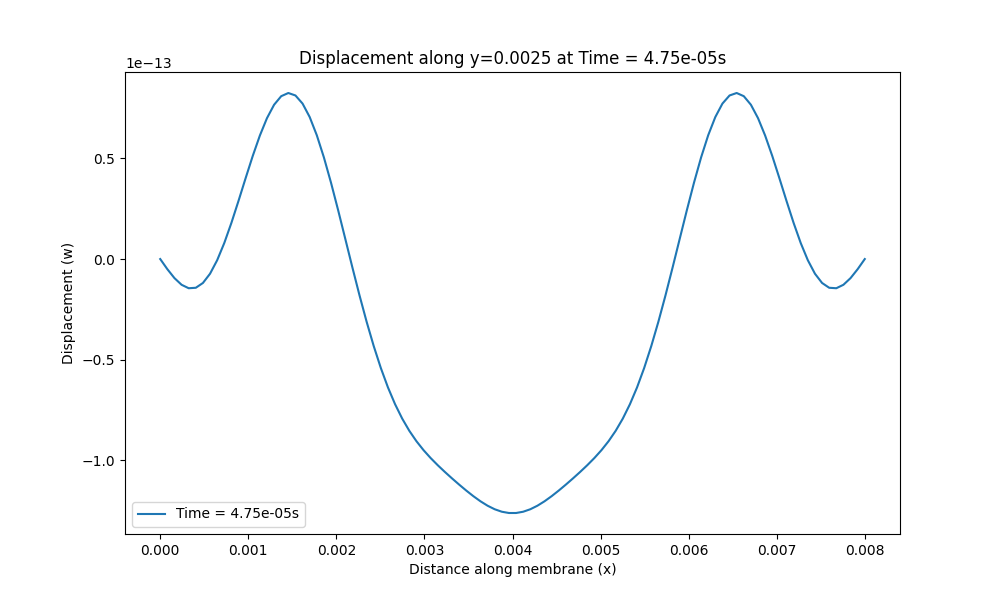 Displacement along y=0.0025 at Time = 4.75e-05s
1e−13
0.5
0.0
−0.5
−1.0
Displacement (w)
Time = 4.75e-05s
0.000 0.001 0.002 0.003 0.004 0.005 0.006 0.007 0.008
Distance along membrane (x)